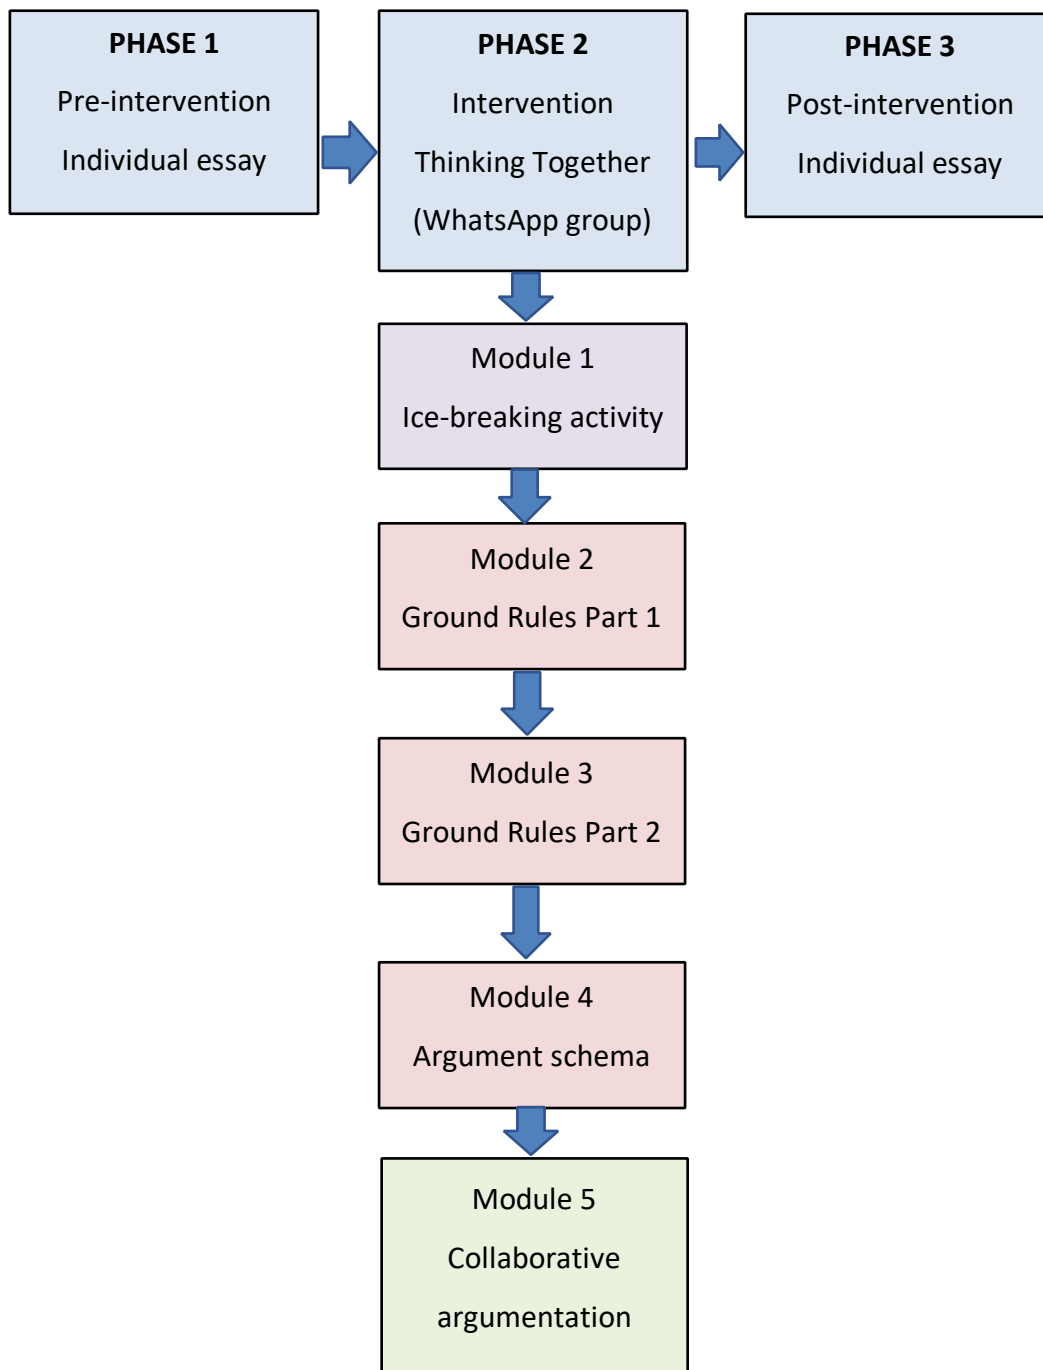 PHASE 1
Pre-intervention
Individual essay
PHASE 2
Intervention
Thinking Together
(WhatsApp group)
PHASE 3
Post-intervention
Individual essay
Module 1
Ice-breaking activity
Module 2
Ground Rules Part 1
Module 3
Ground Rules Part 2
Module 4
Argument schema
Module 5
Collaborative
argumentation